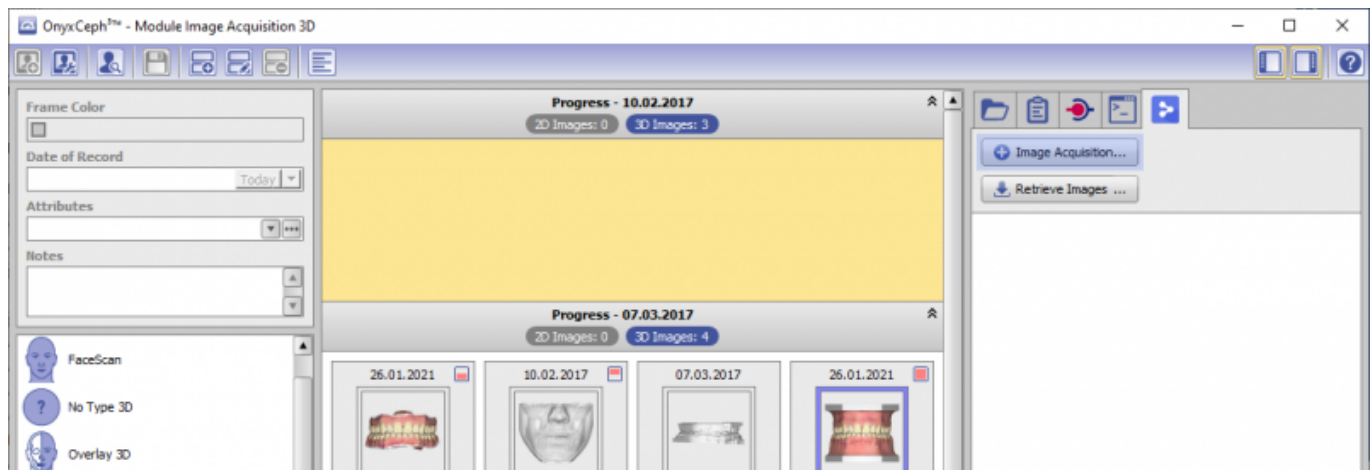 OnyxCeph³™ - Module Image Acquisition 3D
Frame Color
Date of Record
Today
Attributes
Notes
FaceScan
No Type 3D
Overlay 3D
Progress - 10.02.2017
2D Images: 0 3D Images: 3
Progress - 07.03.2017
2D Images: 0 3D Images: 4
26.01.2021 10.02.2017 07.03.2017 26.01.2021
Image Acquisition...
Retrieve Images ...